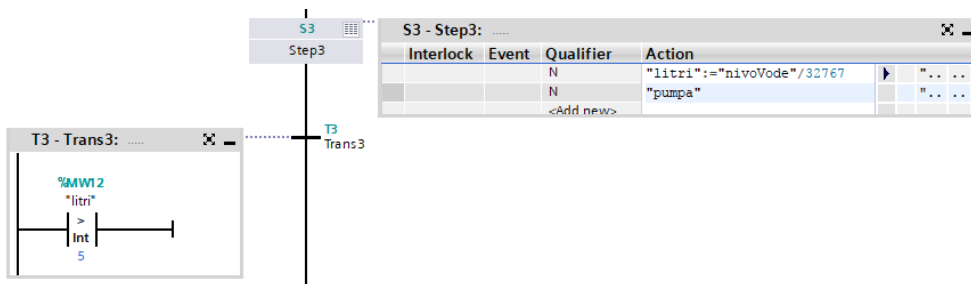 S3
Step3
S3 - Step3: .....
Interlock Event Qualifier Action
N "litri":="nivoVode"/32767 ".. ..
N "pumpa" ".. ..
<Add new>
T3
Trans3
T3 - Trans3: .....
%MW12
"litri"
>
Int
5